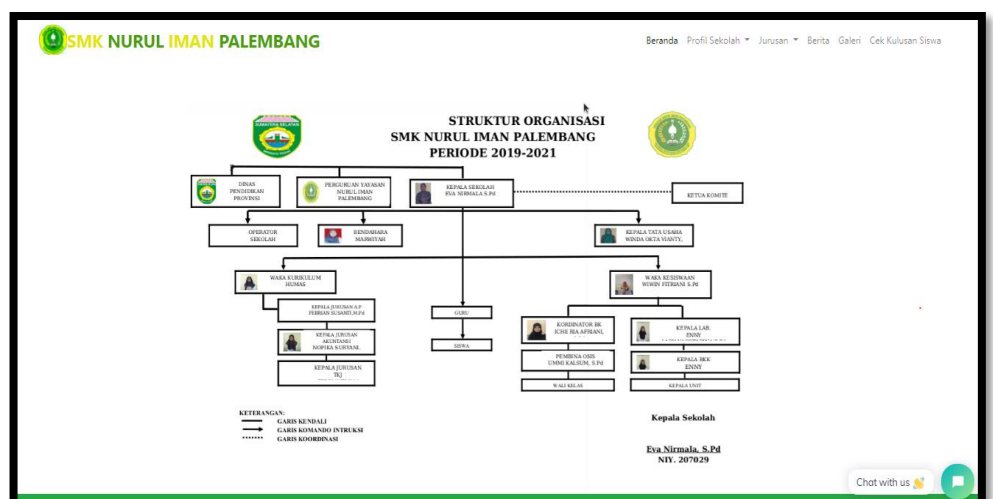 SMK NURUL IMAN PALEMBANG
Beranda Profil Sekolah Jurusan Berita Galeri Cek Kulusan Siswa
STRUKTUR ORGANISASI
SMK NURUL IMAN PALEMBANG
PERIODE 2019-2021
DINAS
PENDIDIKAN
PROVINSI
PERGURUAN YAYASAN
NURUL IMAN
PALEMBANG
KEPALA SEKOLAH
EVA NIRMALA S.Pd
KETUA KOMITE
OPERATOR
SEKOLAH
BENDAHARA
MARWIYAH
KEPALA TATA USAHA
WINDA OKTA VIANTY,
WAKA KURIKULUM
HUMAS
WAKA KESISWAAN
WIWIN FITRIANI S.Pd
KEPALA JURUSAN A.P
FEBRIAN SUSANTI,M.Pd
KEPALA JURUSAN
AKUNTANSI
NOPIKA
KEPALA JURUSAN
TKJ
GURU
SISWA
KORDINATOR BK
ICHE RIA AFRIANI,
PEMBINA OSIS
UMMI KALSUM, S.Pd
WALI KELAS
KEPALA LAB.
ENNY
KEPALA BKK
ENNY
KEPALA UNIT
KETERANGAN:
GARIS KENDALI
GARIS KOMANDO INTRUKSI
GARIS KOORDINASI
Kepala Sekolah
Eva Nirmala, S.Pd
NIY. 207029
Chat with us